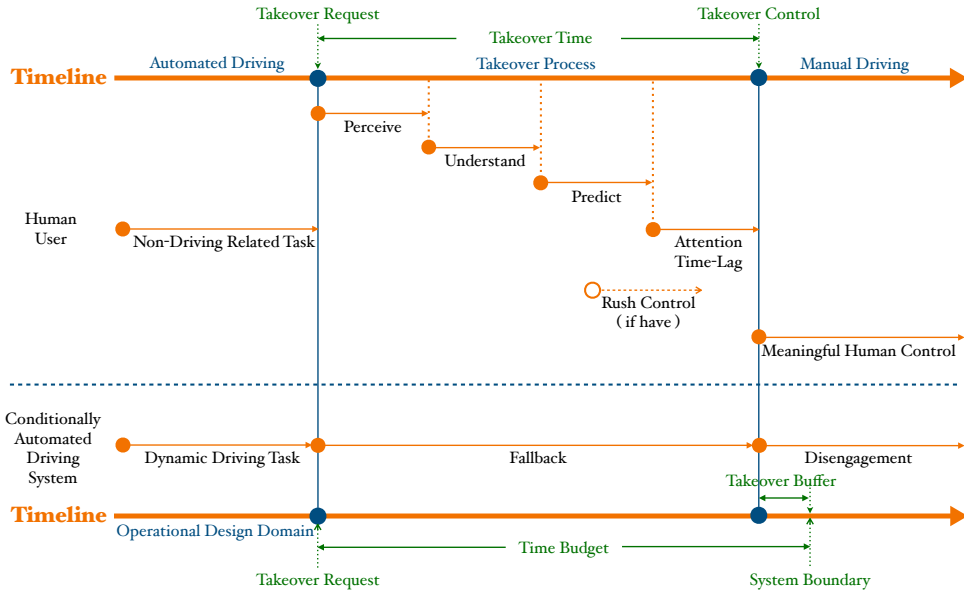 Takeover Request
Takeover Control
Takeover Time
Automated Driving
Takeover Process
Manual Driving
Timeline
Perceive
Understand
Predict
Human
User
Non-Driving Related Task
Attention
Time-Lag
Rush Control
( if have )
Meaningful Human Control
Conditionally
Automated
Driving
System
Dynamic Driving Task
Fallback
Disengagement
Takeover Buffer
Timeline
Operational Design Domain
Time Budget
Takeover Request
System Boundary